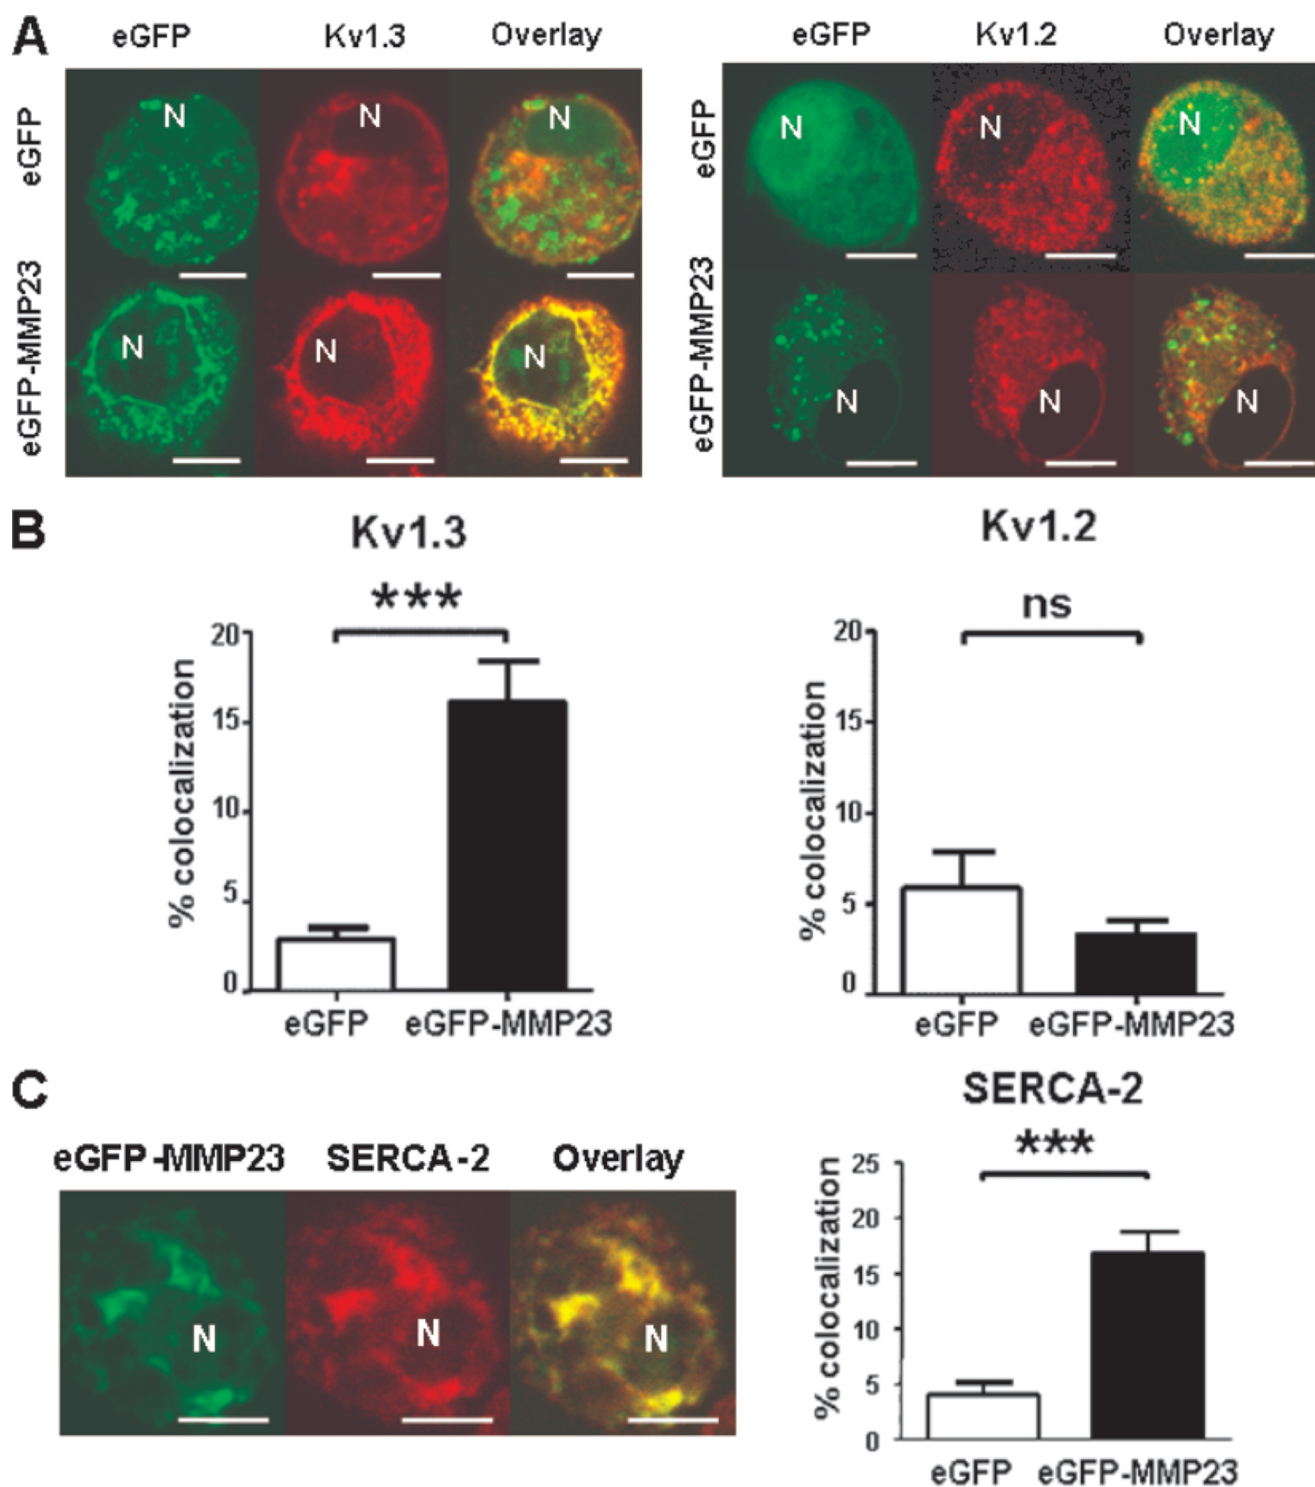 A
eGFP Kv1.3 Overlay
eGFP Kv1.2 Overlay
eGFP
N N N
eGFP
N N N
eGFP-MMP23
N N N
eGFP-MMP23
N N N
B
Kv1.3
***
% colocalization
20
15
10
5
0
eGFP eGFP-MMP23
Kv1.2
ns
% colocalization
20
15
10
5
0
eGFP eGFP-MMP23
C
eGFP-MMP23 SERCA-2 Overlay
N N N
SERCA-2
***
% colocalization
25
20
15
10
5
0
eGFP eGFP-MMP23